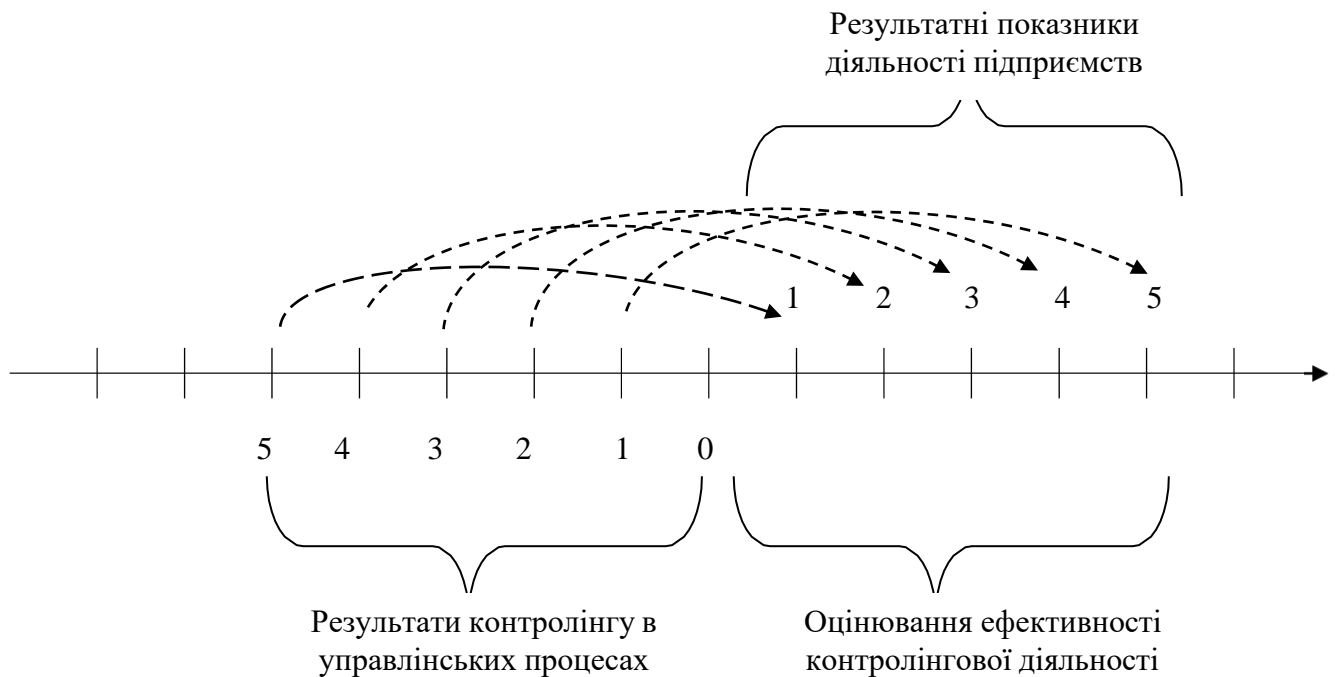 Результатні показники
діяльності підприємств
1 2 3 4 5
5 4 3 2 1 0
Результати контролінгу в
управлінських процесах
Оцінювання ефективності
контролінгової діяльності